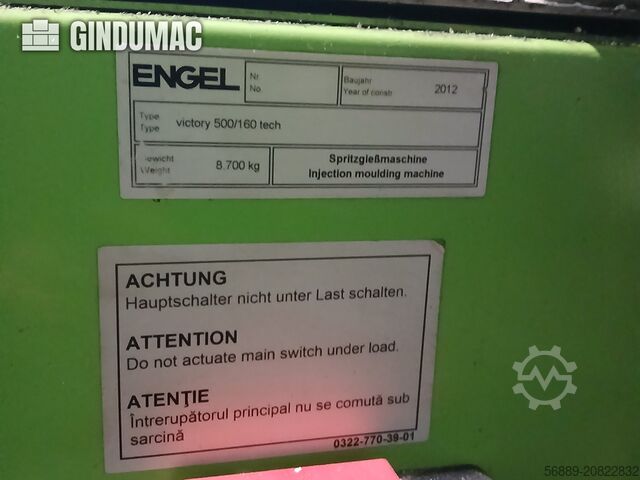 GINDUMAC
ENGEL
Nr
No.
Baujahr
Year of constr
2012
Type
Type
victory 500/160 tech
ewicht
Weight
8.700 kg
Spritzgießmaschine
Injection moulding machine
ACHTUNG
Hauptschalter nicht unter Last schalten.
ATTENTION
Do not actuate main switch under load.
ATENŢIE
Întrerupătorul principal nu se comută sub
sarcină
0322-770-39-01
56889-20822832